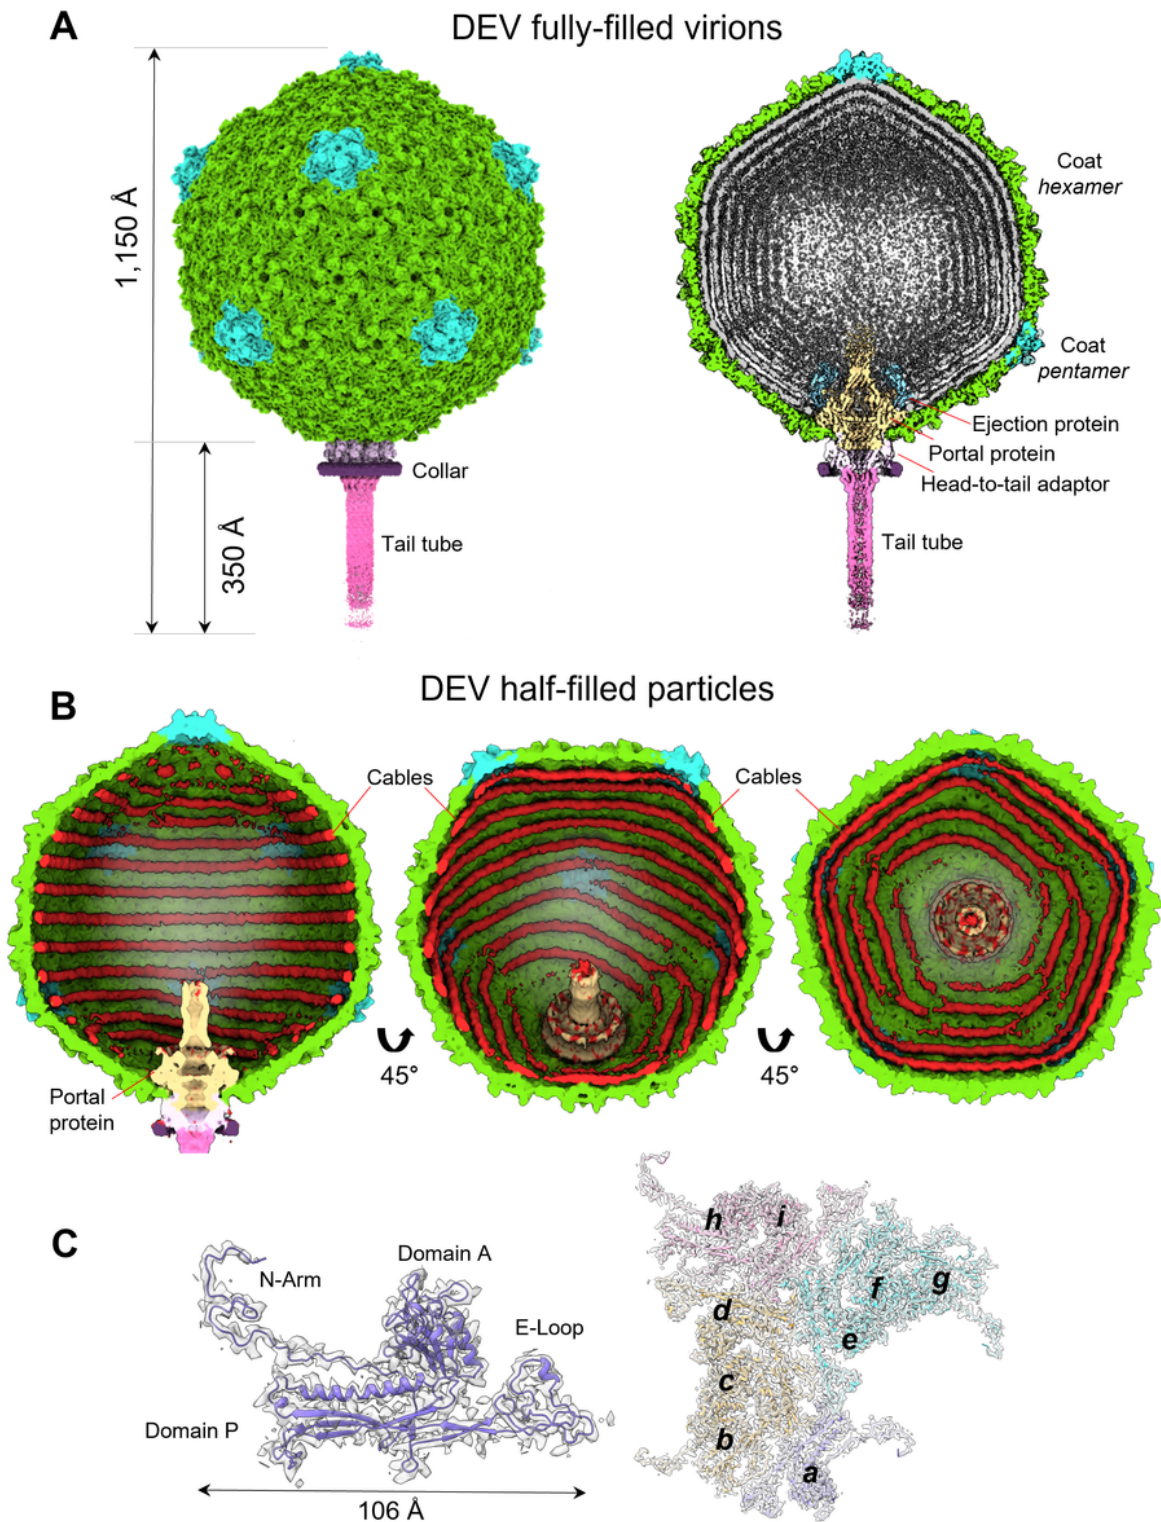 A
DEV fully-filled virions
1,150 Å
350 Å
Collar
Tail tube
Coat
hexamer
Coat
pentamer
Ejection protein
Portal protein
Head-to-tail adaptor
Tail tube
B
DEV half-filled particles
Cables
Cables
45°
45°
Portal
protein
C
N-Arm
Domain A
E-Loop
Domain P
106 Å
h
i
f
g
d
e
c
b
a